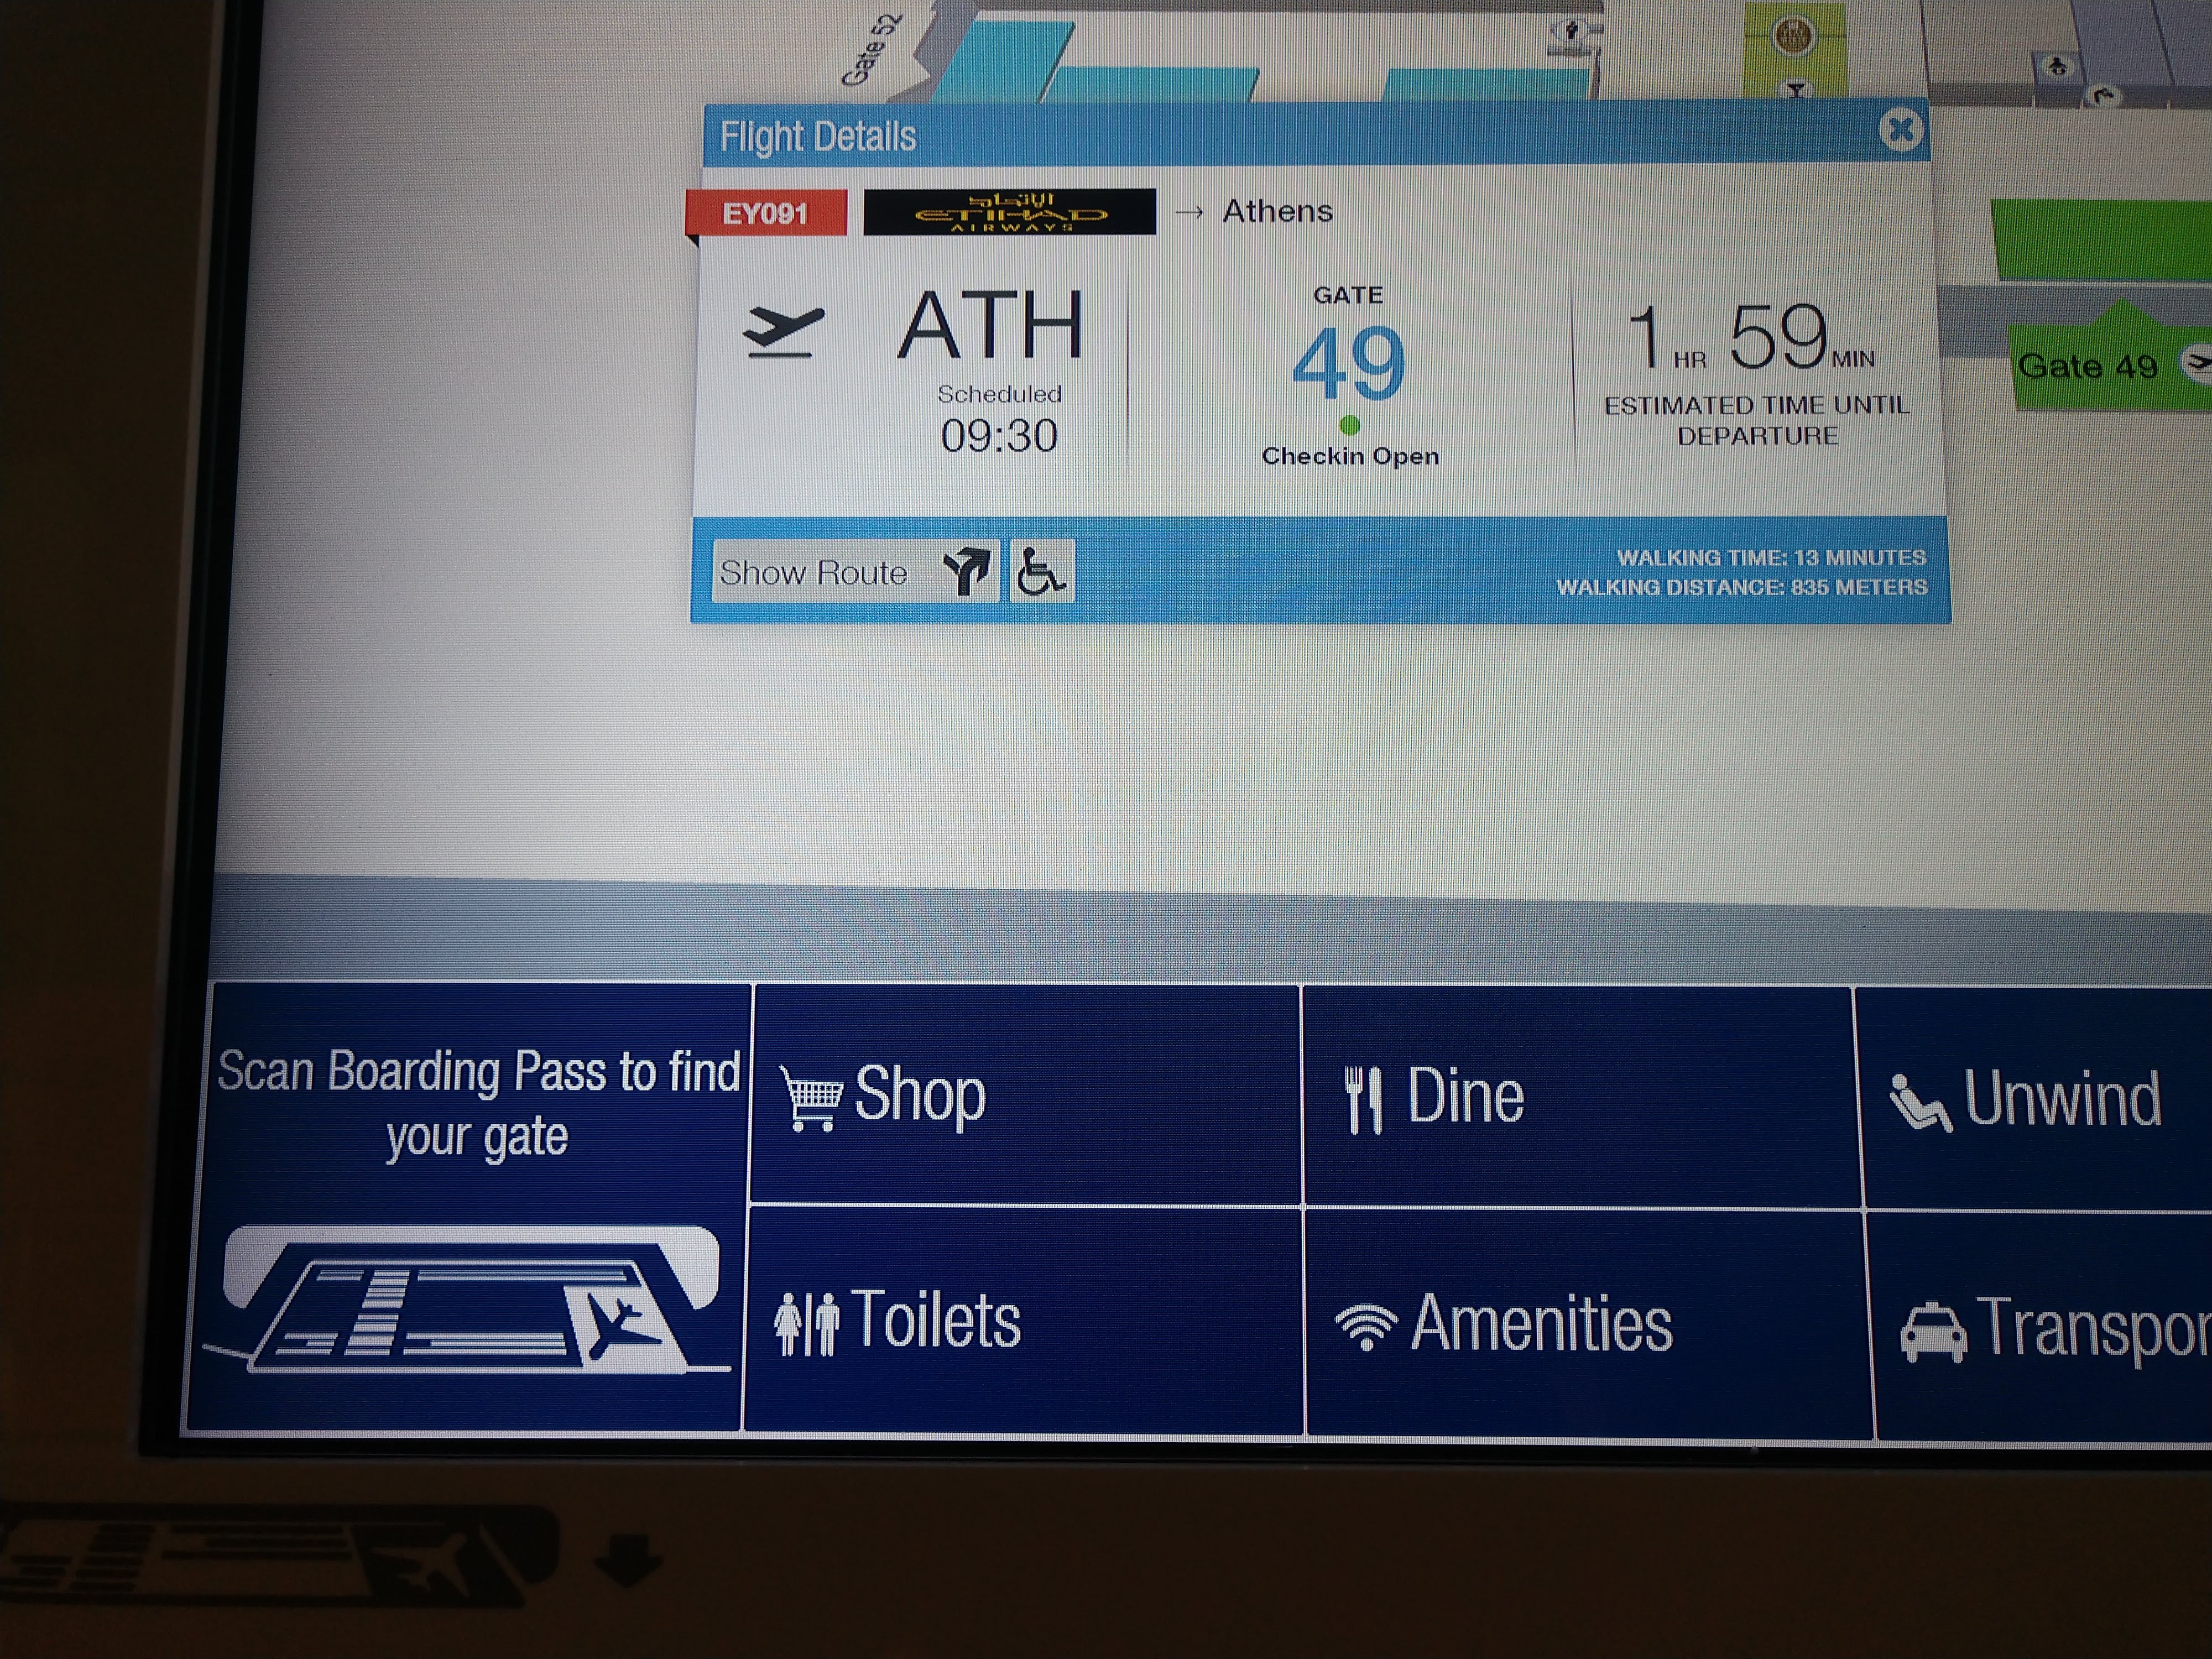 Gate 52
Flight Details
EY091
الإتحاد
ETIHAD
AIRWAYS
→ Athens
ATH
Scheduled
09:30
GATE
49
Checkin Open
1 HR 59 MIN
ESTIMATED TIME UNTIL
DEPARTURE
Gate 49
Show Route
WALKING TIME: 13 MINUTES
WALKING DISTANCE: 835 METERS
Scan Boarding Pass to find
your gate
Shop
Dine
Unwind
Toilets
Amenities
Transpor